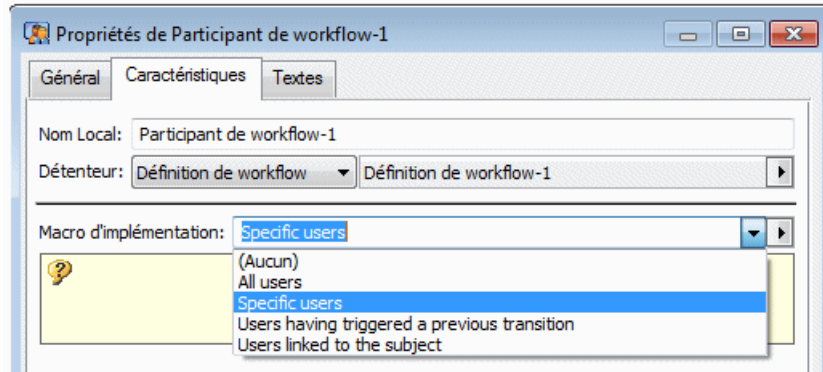 Propriétés de Participant de workflow-1
Général Caractéristiques Textes
Nom Local: Participant de workflow-1
Détenteur: Définition de workflow Définition de workflow-1
Macro d'implémentation: Specific users
(Aucun)
All users
Specific users
Users having triggered a previous transition
Users linked to the subject